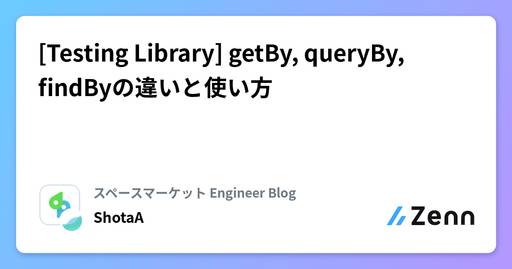 [Testing Library] getBy, queryBy,
findByの違いと使い方
スペースマーケット Engineer Blog
ShotaA
Zenn